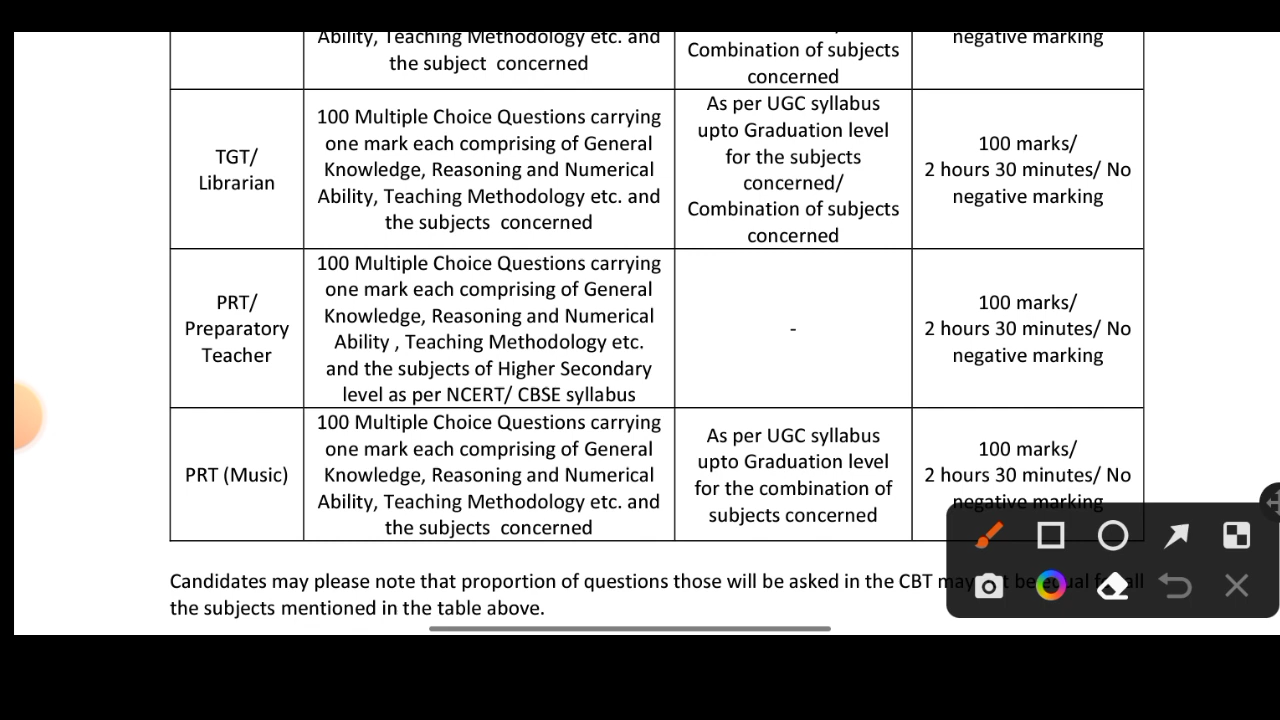 Ability, Teaching Methodology etc. and
the subject concerned
Combination of subjects
concerned
negative marking
TGT/
Librarian
100 Multiple Choice Questions carrying
one mark each comprising of General
Knowledge, Reasoning and Numerical
Ability, Teaching Methodology etc. and
the subjects concerned
As per UGC syllabus
upto Graduation level
for the subjects
concerned/
Combination of subjects
concerned
100 marks/
2 hours 30 minutes/ No
negative marking
PRT/
Preparatory
Teacher
100 Multiple Choice Questions carrying
one mark each comprising of General
Knowledge, Reasoning and Numerical
Ability , Teaching Methodology etc.
and the subjects of Higher Secondary
level as per NCERT/ CBSE syllabus
-
100 marks/
2 hours 30 minutes/ No
negative marking
PRT (Music)
100 Multiple Choice Questions carrying
one mark each comprising of General
Knowledge, Reasoning and Numerical
Ability, Teaching Methodology etc. and
the subjects concerned
As per UGC syllabus
upto Graduation level
for the combination of
subjects concerned
100 marks/
2 hours 30 minutes/ No
negative marking
Candidates may please note that proportion of questions those will be asked in the CBT may be equal all
the subjects mentioned in the table above.